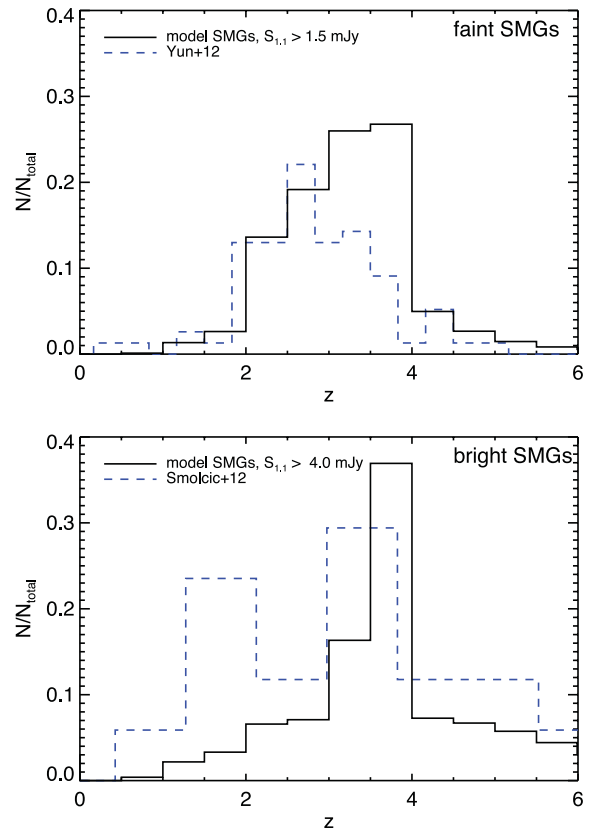 faint SMGs
model SMGs, S1.1 > 1.5 mJy
Yun+12
0.4
0.3
0.2
0.1
0.0
N/Ntotal
0 2 4 6
z
bright SMGs
model SMGs, S1.1 > 4.0 mJy
Smolcic+12
0.4
0.3
0.2
0.1
0.0
N/Ntotal
0 2 4 6
z